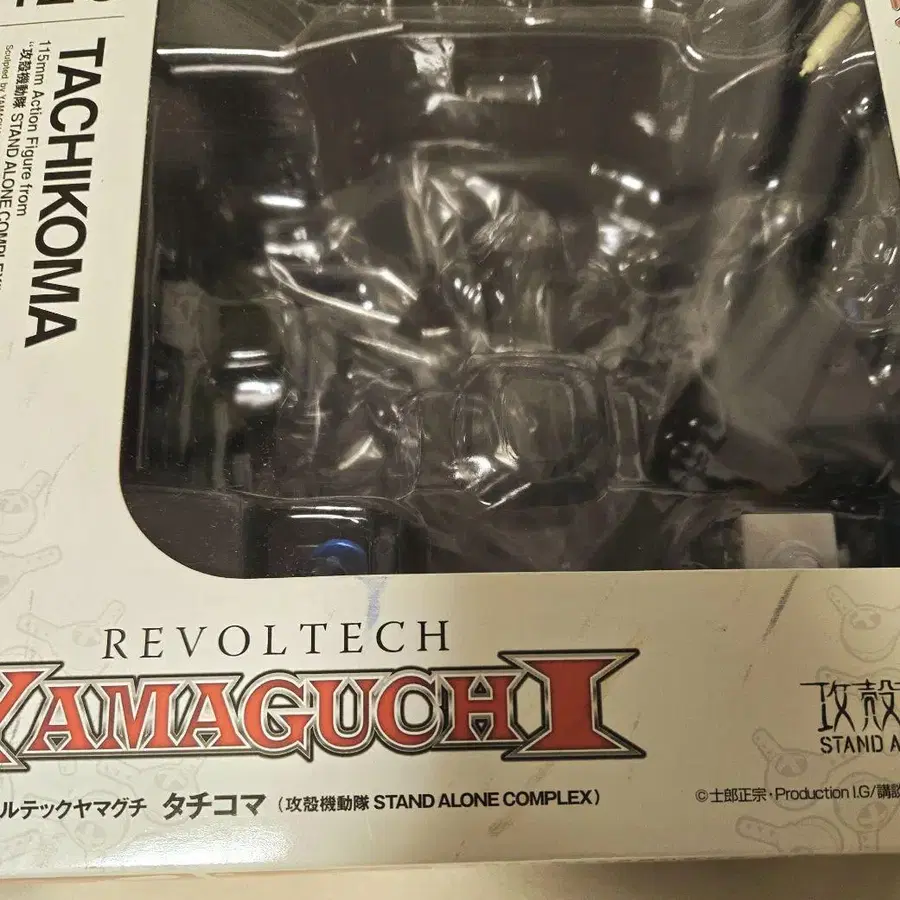 TACHIKOMA
115mm Action Figure from
"攻殻機動隊 STAND ALONE COMPLEX"
Sculpted by
REVOLTECH
YAMAGUCHI
ルテックヤマグチ タチコマ (攻殻機動隊 STAND ALONE COMPLEX)
攻殻
STAND A
©士郎正宗・Production I.G/講談